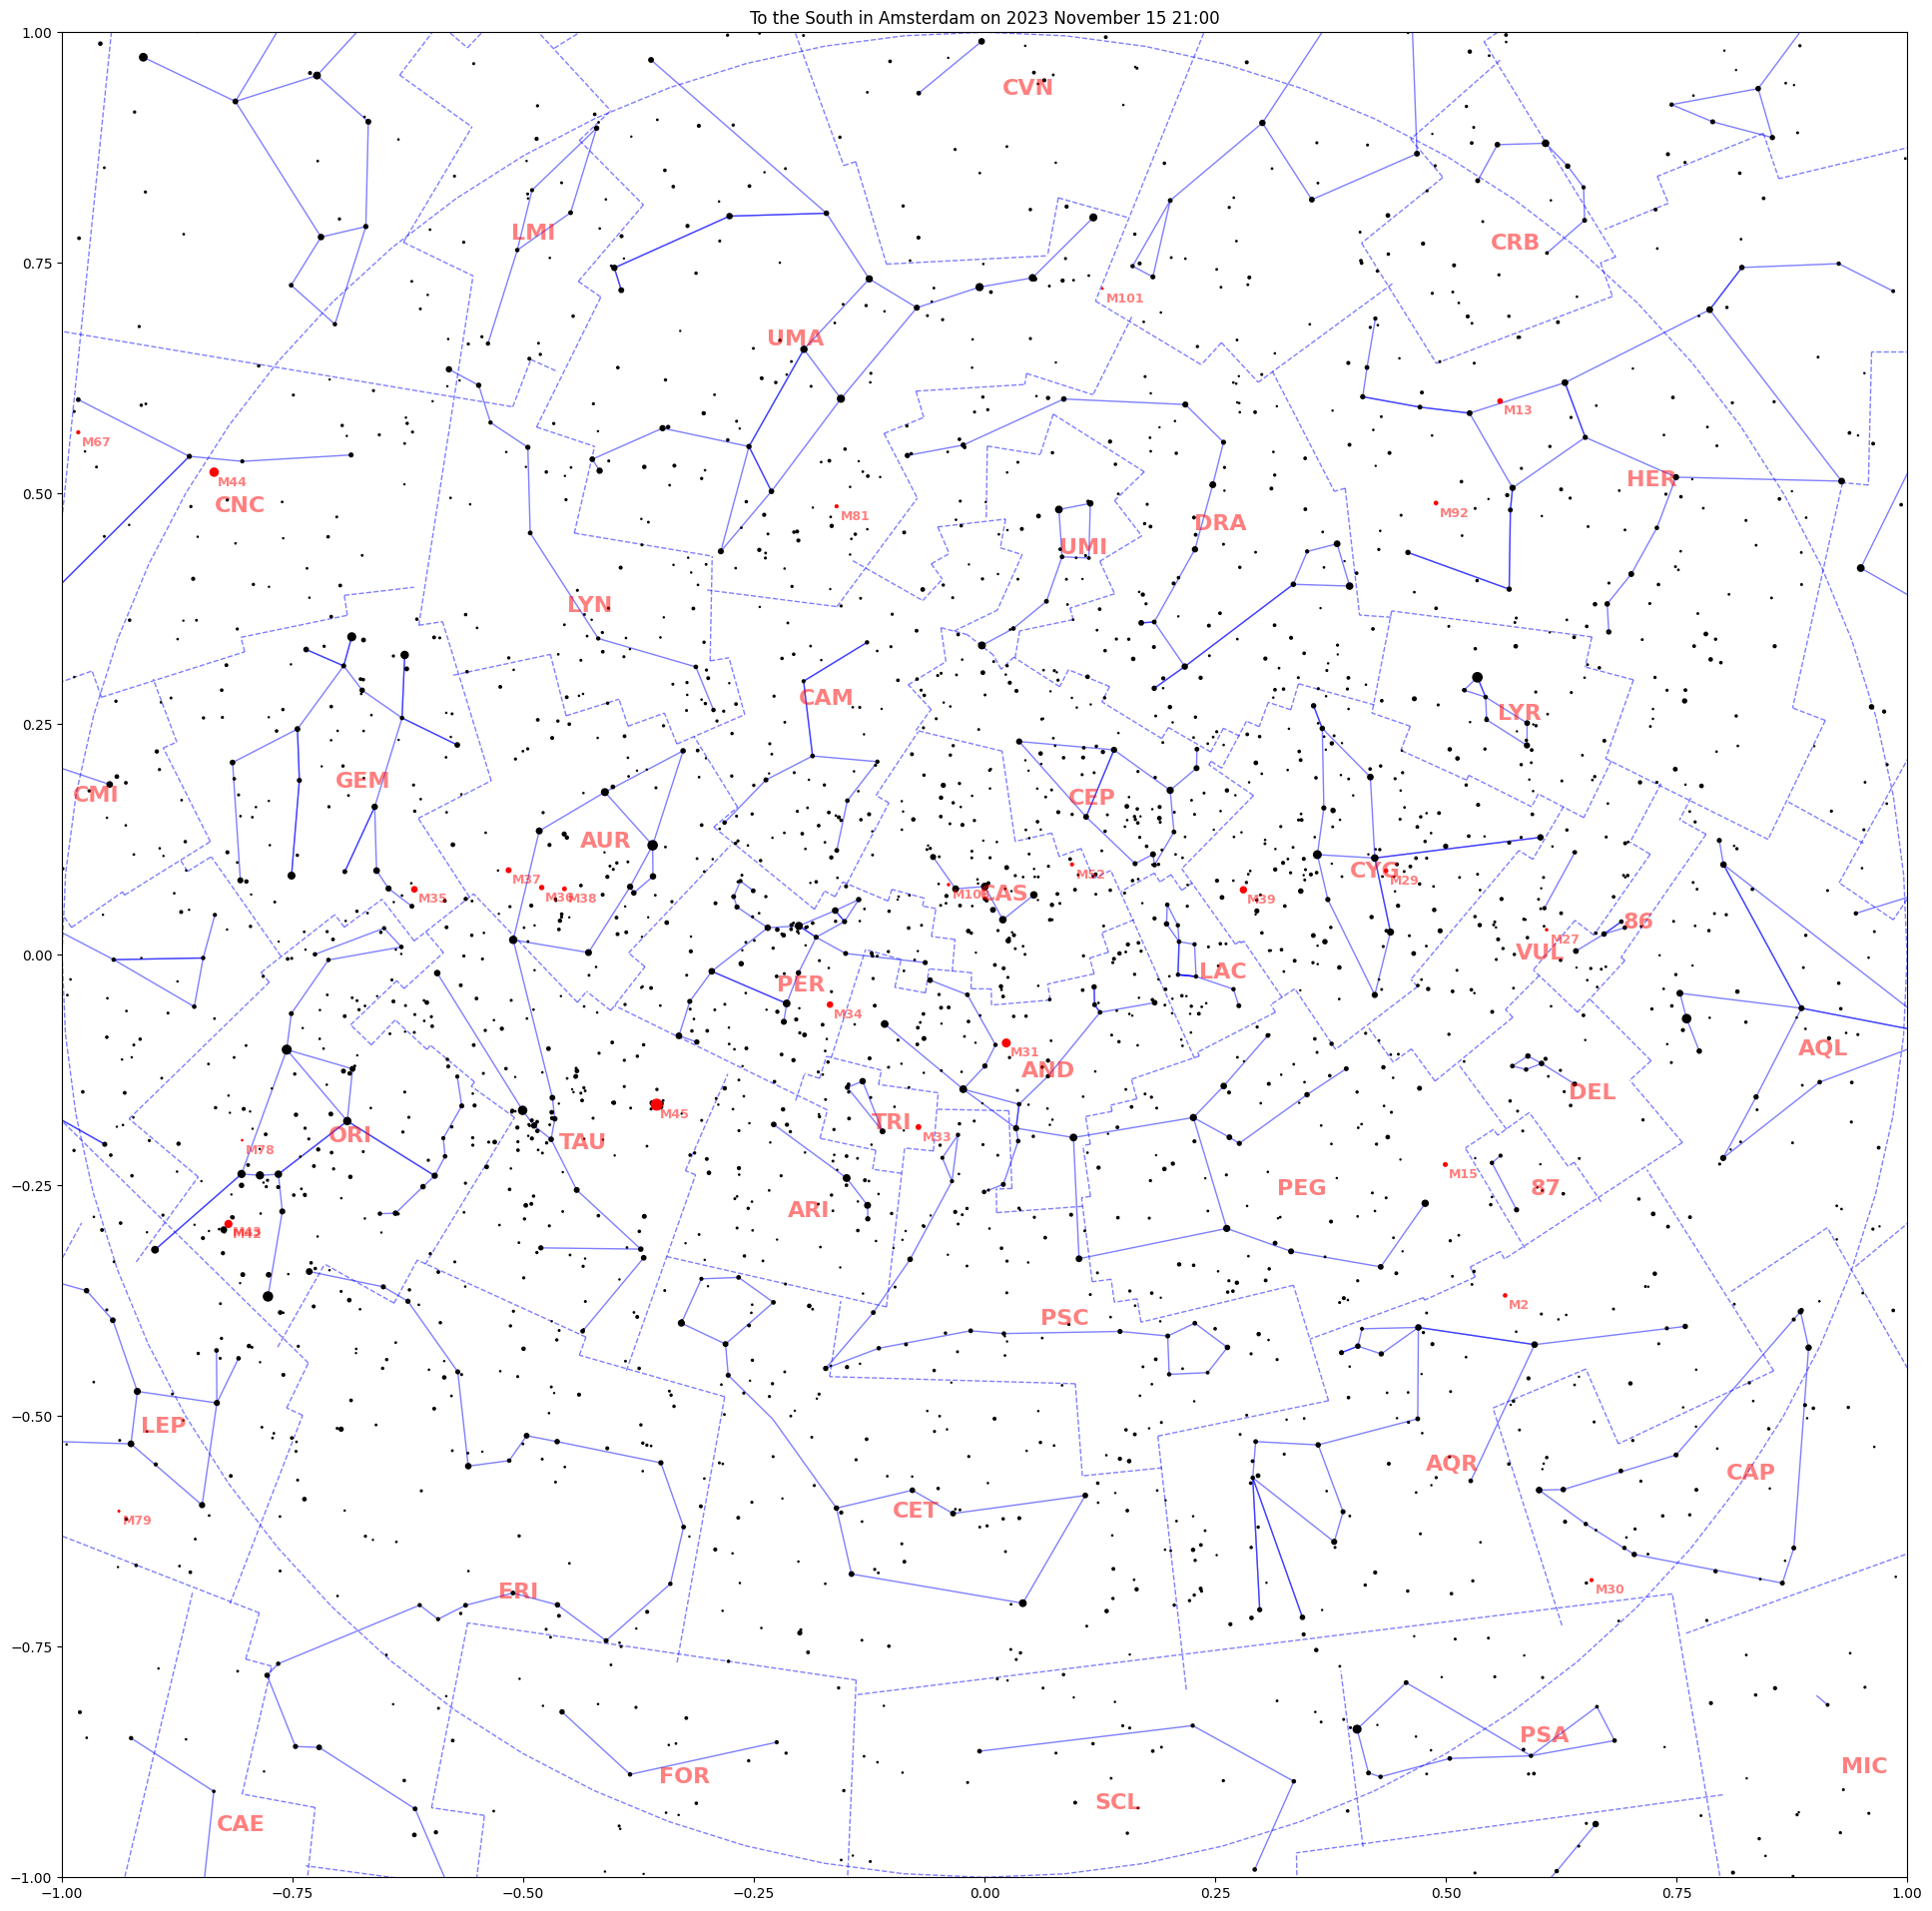 To the South in Amsterdam on 2023 November 15 21:00
1.00
CVN
LMI
CRB
0.75
M101
UMA
M13
M67
M44
CNC
HER
0.50
M92
M81
DRA
UMI
LYN
CAM
LYR
0.25
GEM
CMI
CEP
AUR
CYG
M37
M52
M29
M35
M36
M38
M103
CAS
M39
86
M27
VUL
0.00
LAC
PER
M34
M31
AND
AQL
DEL
M45
TRI
M33
ORI
TAU
M78
M15
PEG
87
ARI
−0.25
M43
M42
M2
PSC
−0.50
LEP
AQR
CAP
CET
M79
ERI
M30
−0.75
PSA
FOR
MIC
SCL
CAE
−1.00
−1.00
−0.75
−0.50
−0.25
0.00
0.25
0.50
0.75
1.00